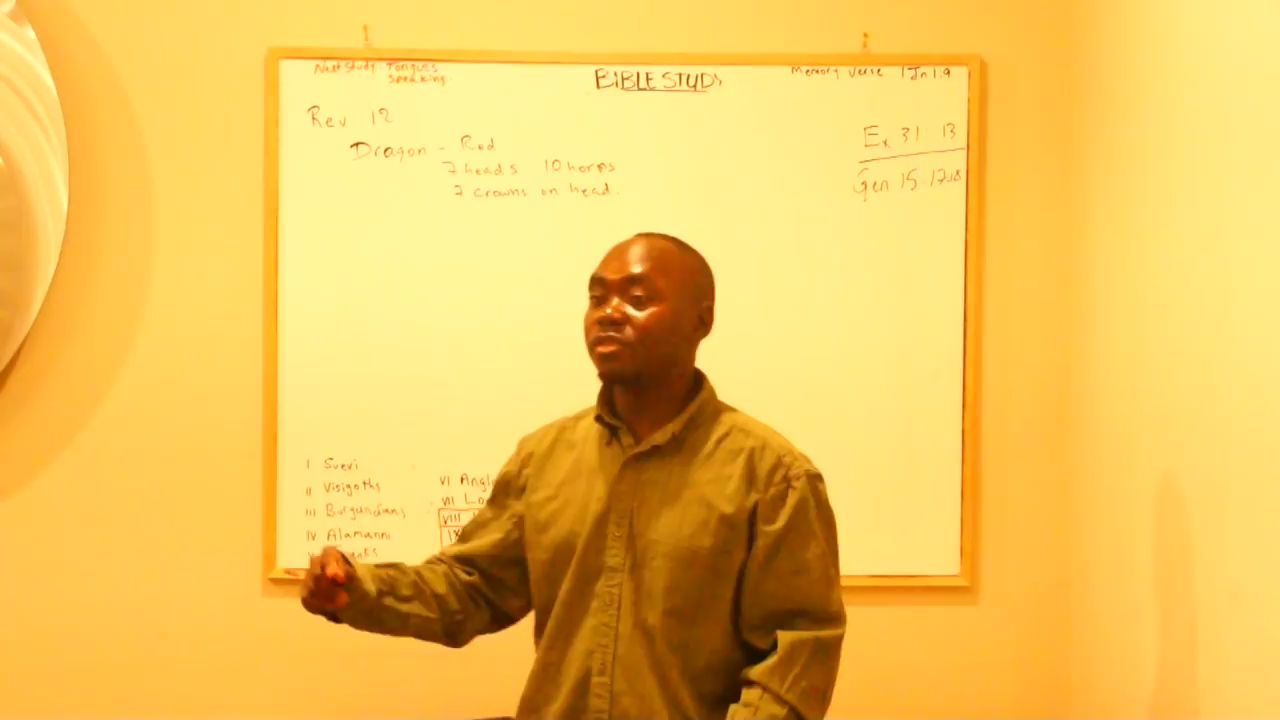 Next Study: Tongues
Speaking.
BIBLE STUDY
Memory Verse 1 Jn 1.9
Rev 12
Dragon - Red
7 heads 10 horns
7 crowns on head.
Ex 31: 13
Gen 15 17-18
I Suevi
II Visigoths
III Burgundians
IV Alamanni
VI Anglo
VII Lo
VIII
IX